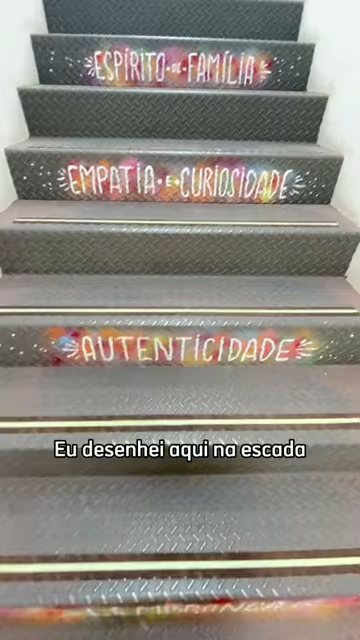 ESPÍRITO DE FAMÍLIA
EMPATIA E CURIOSIDADE
AUTENTICIDADE
Eu desenhei aqui na escada